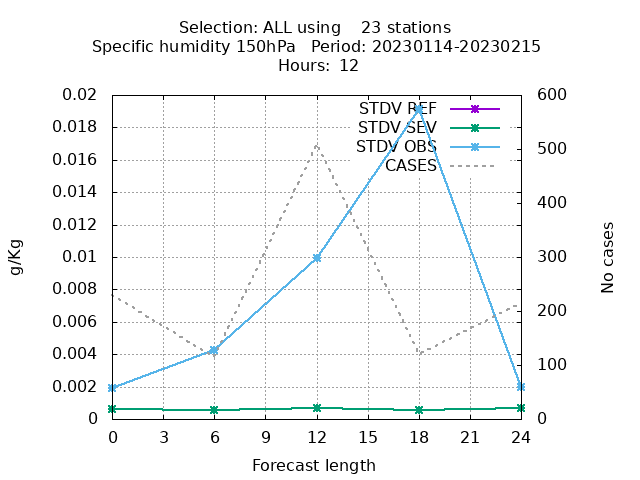 Selection: ALL using    23 stations
Specific humidity 150hPa   Period: 20230114-20230215
Hours:  12
0.02
0.018
0.016
0.014
0.012
0.01
0.008
0.006
0.004
0.002
0
g/Kg
STDV REF
STDV SEV
STDV OBS
CASES
600
500
400
300
200
100
0
No cases
0 3 6 9 12 15 18 21 24
Forecast length